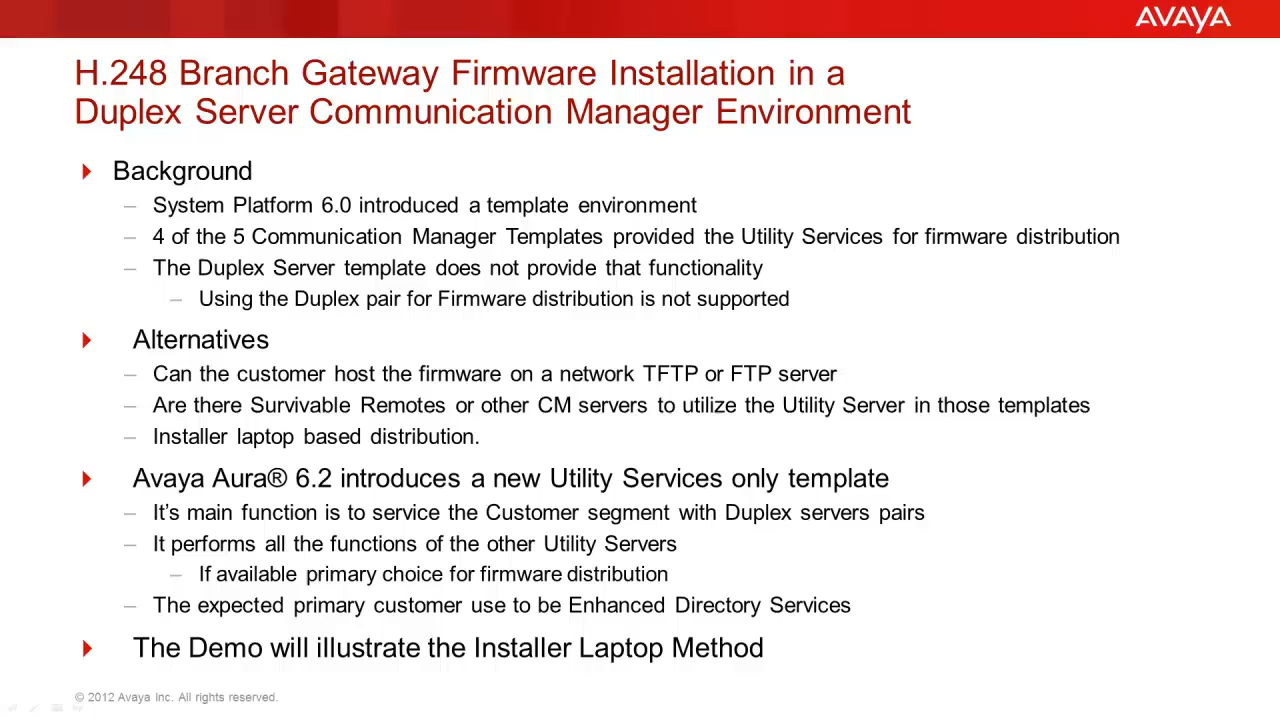 AVAYA
H.248 Branch Gateway Firmware Installation in a
Duplex Server Communication Manager Environment
Background
– System Platform 6.0 introduced a template environment
– 4 of the 5 Communication Manager Templates provided the Utility Services for firmware distribution
– The Duplex Server template does not provide that functionality
– Using the Duplex pair for Firmware distribution is not supported
Alternatives
– Can the customer host the firmware on a network TFTP or FTP server
– Are there Survivable Remotes or other CM servers to utilize the Utility Server in those templates
– Installer laptop based distribution.
Avaya Aura® 6.2 introduces a new Utility Services only template
– It's main function is to service the Customer segment with Duplex servers pairs
– It performs all the functions of the other Utility Servers
– If available primary choice for firmware distribution
– The expected primary customer use to be Enhanced Directory Services
The Demo will illustrate the Installer Laptop Method
© 2012 Avaya Inc. All rights reserved.